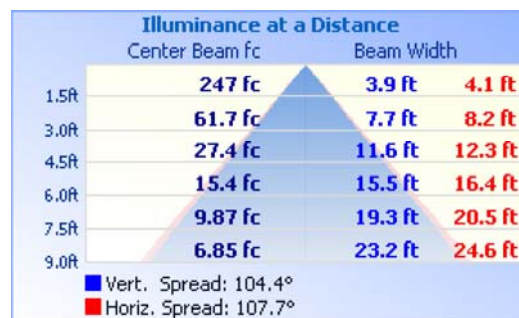 Illuminance at a Distance
Center Beam fc Beam Width
247 fc 3.9 ft 4.1 ft
1.5ft
61.7 fc 7.7 ft 8.2 ft
3.0ft
27.4 fc 11.6 ft 12.3 ft
4.5ft
15.4 fc 15.5 ft 16.4 ft
6.0ft
9.87 fc 19.3 ft 20.5 ft
7.5ft
6.85 fc 23.2 ft 24.6 ft
9.0ft
Vert. Spread: 104.4°
Horiz. Spread: 107.7°